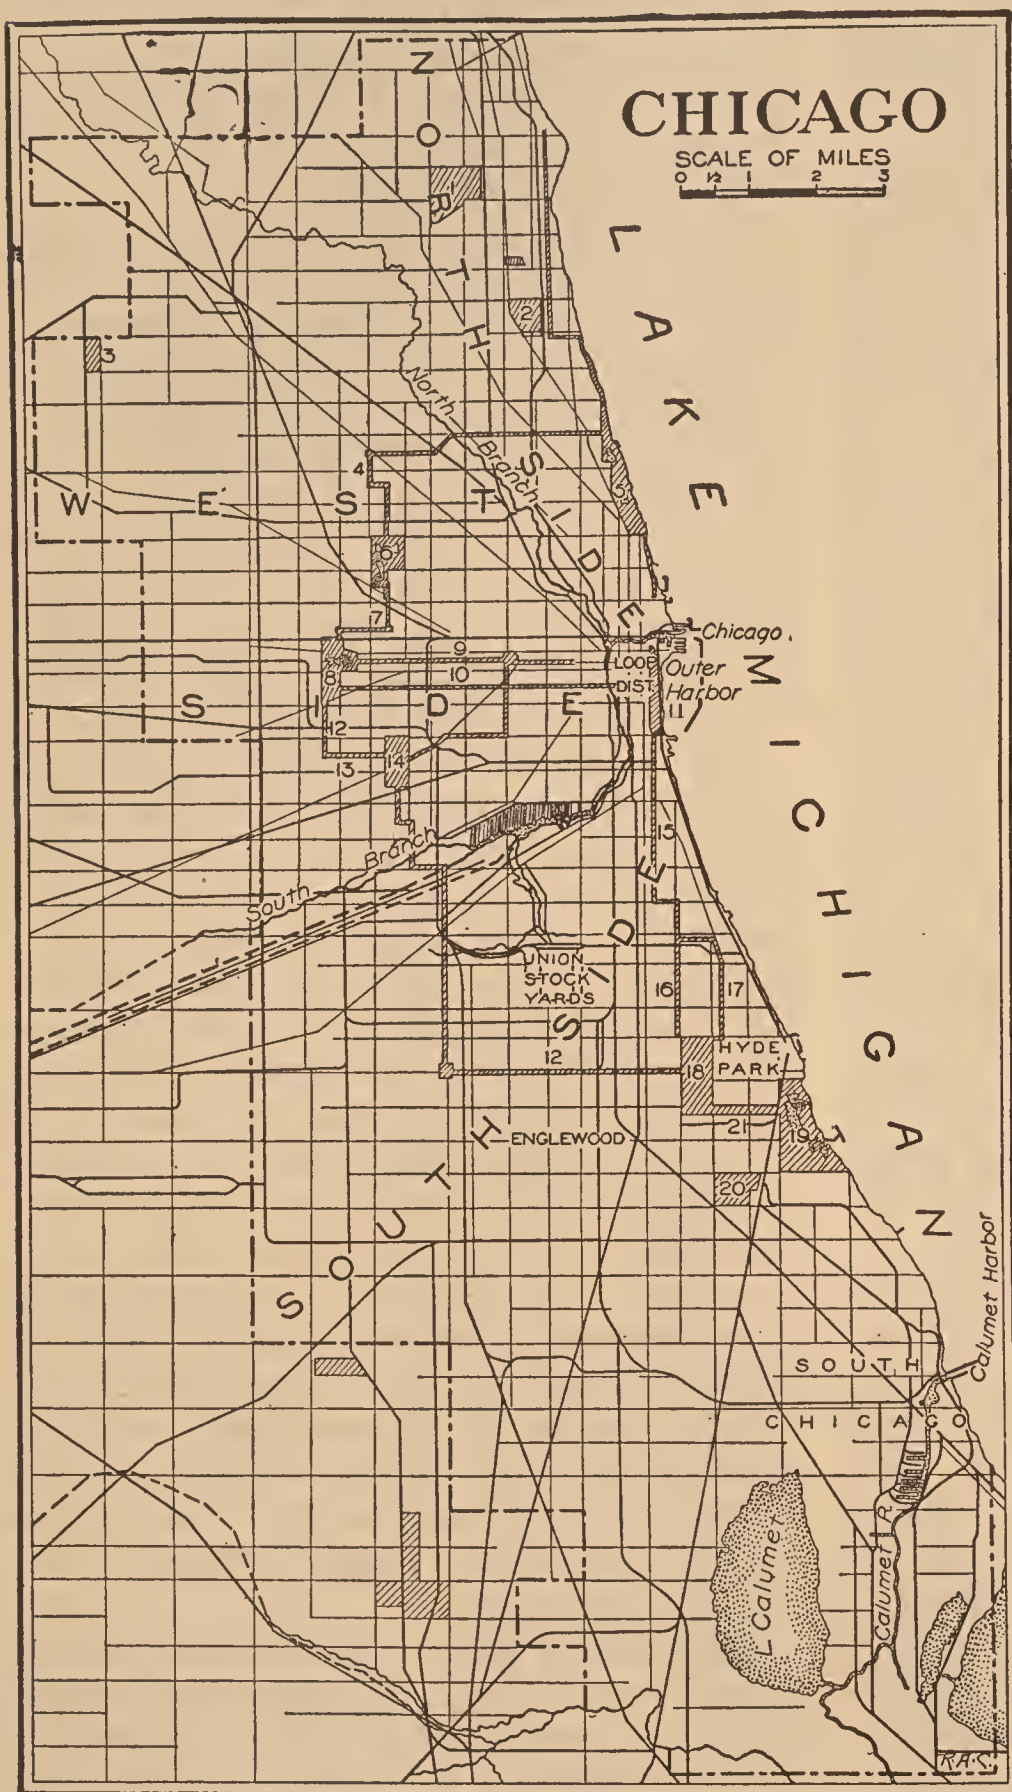 CHICAGO
SCALE OF MILES
0 ½ 1 2 3
LAKE MICHIGAN
NORTH SIDE
1
2
3
North Branch
4
5
WEST SIDE
6
7
Chicago
Outer
Harbor
LOOP
DIST.
8
9
10
11
12
13
14
South Branch
15
SOUTH SIDE
UNION
STOCK
YARDS
16
17
12
HYDE
PARK
18
ENGLEWOOD
21
19
20
Calumet Harbor
SOUTH
CHICAGO
L Calumet
Calumet R.
R.A.C.